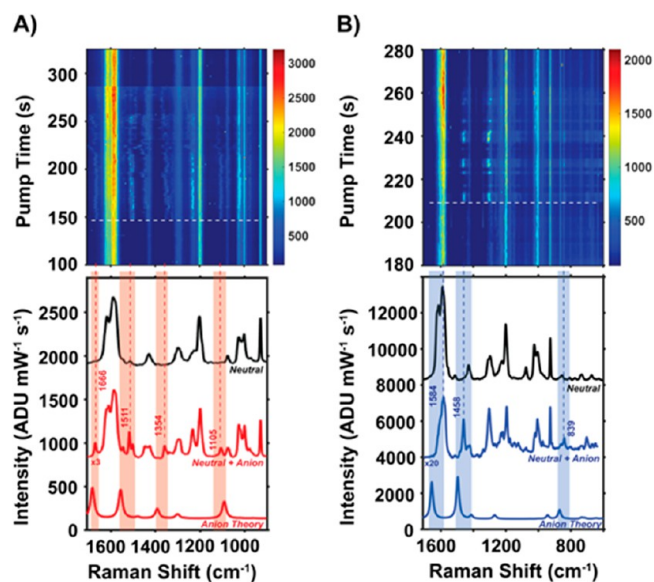 A)
B)
Pump Time (s)
300
250
200
150
100
3000
2500
2000
1500
1000
500
Pump Time (s)
280
260
240
220
200
180
2000
1500
1000
500
Intensity (ADU mW⁻¹ s⁻¹)
2500
2000
1500
1000
500
0
1666
1511
1354
1105
Neutral
x3
Neutral + Anion
Anion Theory
1600 1400 1200 1000
Raman Shift (cm⁻¹)
Intensity (ADU mW⁻¹ s⁻¹)
12000
10000
8000
6000
4000
2000
0
1584
1458
839
Neutral
x20
Neutral + Anion
Anion Theory
1600 1200 800
Raman Shift (cm⁻¹)